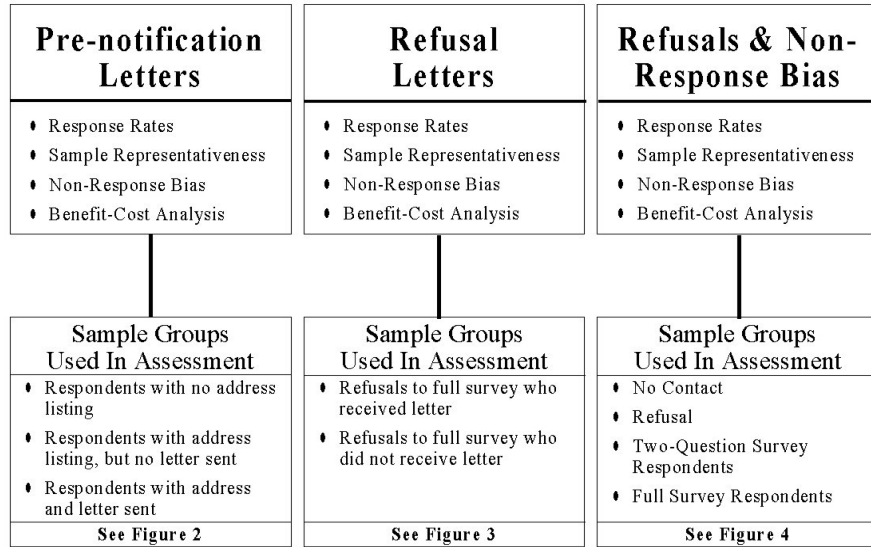 Pre-notification
Letters
• Response Rates
• Sample Representativeness
• Non-Response Bias
• Benefit-Cost Analysis
Sample Groups
Used In Assessment
• Respondents with no address
listing
• Respondents with address
listing, but no letter sent
• Respondents with address
and letter sent
See Figure 2
Refusal
Letters
• Response Rates
• Sample Representativeness
• Non-Response Bias
• Benefit-Cost Analysis
Sample Groups
Used In Assessment
• Refusals to full survey who
received letter
• Refusals to full survey who
did not receive letter
See Figure 3
Refusals & Non-
Response Bias
• Response Rates
• Sample Representativeness
• Non-Response Bias
• Benefit-Cost Analysis
Sample Groups
Used In Assessment
• No Contact
• Refusal
• Two-Question Survey
Respondents
• Full Survey Respondents
See Figure 4